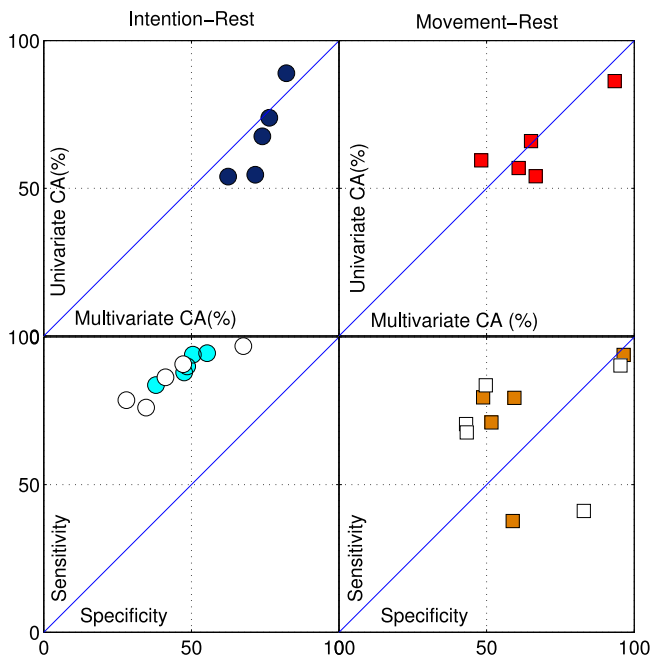 Intention–Rest
Movement–Rest
100
50
0
Univariate CA(%)
Multivariate CA(%)
Univariate CA(%)
Multivariate CA (%)
100
50
0
Sensitivity
Specificity
Sensitivity
Specificity
0
50
100
50
100